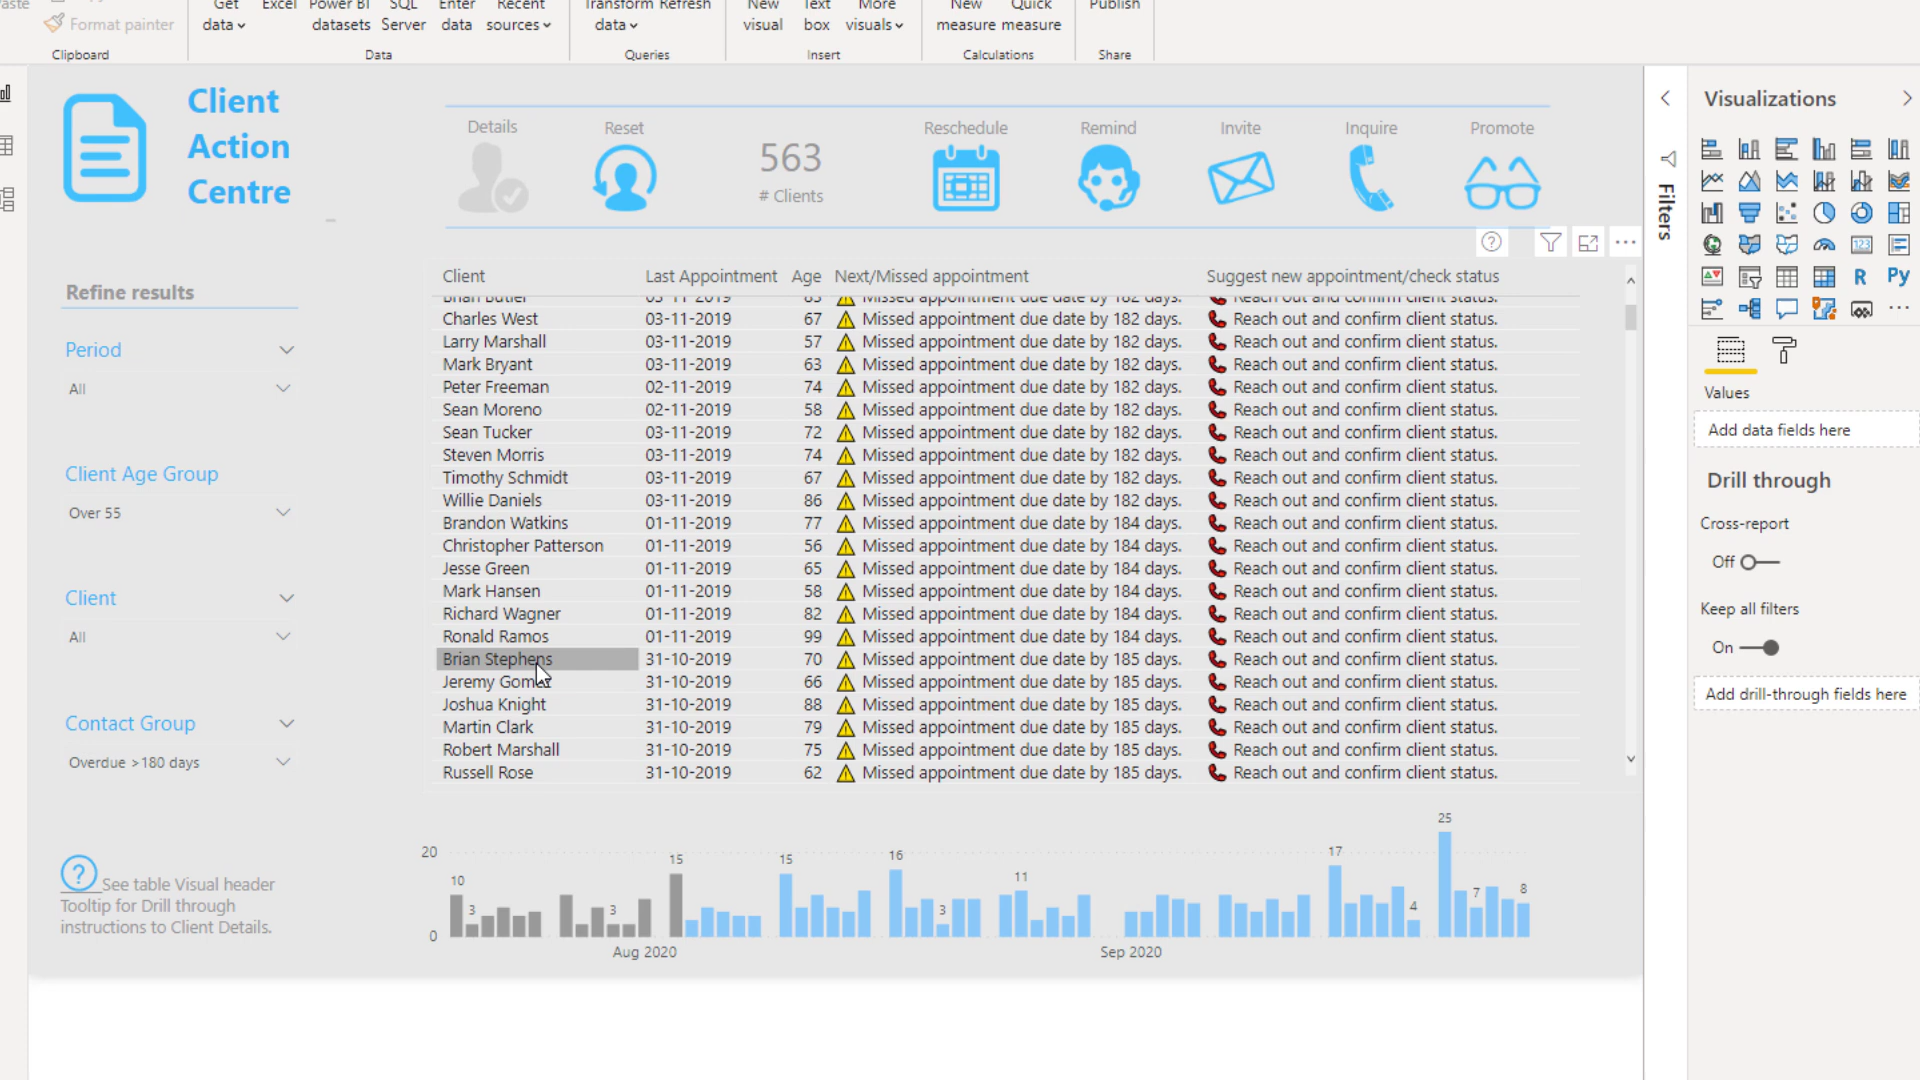 Get data
Excel
Power BI datasets
SQL Server
Enter data
Recent sources
Transform data
Refresh
New visual
Text box
More visuals
New measure
Quick measure
Publish
Format painter
Clipboard
Data
Queries
Insert
Calculations
Share
Client
Action
Centre
Details
Reset
563
# Clients
Reschedule
Remind
Invite
Inquire
Promote
Refine results
Period
All
Client Age Group
Over 55
Client
All
Contact Group
Overdue >180 days
? See table Visual header
Tooltip for Drill through
instructions to Client Details.
Client Last Appointment Age Next/Missed appointment Suggest new appointment/check status
Brian Butler 03-11-2019 85 Missed appointment due date by 182 days. Reach out and confirm client status.
Charles West 03-11-2019 67 Missed appointment due date by 182 days. Reach out and confirm client status.
Larry Marshall 03-11-2019 57 Missed appointment due date by 182 days. Reach out and confirm client status.
Mark Bryant 03-11-2019 63 Missed appointment due date by 182 days. Reach out and confirm client status.
Peter Freeman 02-11-2019 74 Missed appointment due date by 182 days. Reach out and confirm client status.
Sean Moreno 02-11-2019 58 Missed appointment due date by 182 days. Reach out and confirm client status.
Sean Tucker 03-11-2019 72 Missed appointment due date by 182 days. Reach out and confirm client status.
Steven Morris 03-11-2019 74 Missed appointment due date by 182 days. Reach out and confirm client status.
Timothy Schmidt 03-11-2019 67 Missed appointment due date by 182 days. Reach out and confirm client status.
Willie Daniels 03-11-2019 86 Missed appointment due date by 182 days. Reach out and confirm client status.
Brandon Watkins 01-11-2019 77 Missed appointment due date by 184 days. Reach out and confirm client status.
Christopher Patterson 01-11-2019 56 Missed appointment due date by 184 days. Reach out and confirm client status.
Jesse Green 01-11-2019 65 Missed appointment due date by 184 days. Reach out and confirm client status.
Mark Hansen 01-11-2019 58 Missed appointment due date by 184 days. Reach out and confirm client status.
Richard Wagner 01-11-2019 82 Missed appointment due date by 184 days. Reach out and confirm client status.
Ronald Ramos 01-11-2019 99 Missed appointment due date by 184 days. Reach out and confirm client status.
Brian Stephens 31-10-2019 70 Missed appointment due date by 185 days. Reach out and confirm client status.
Jeremy Gomez 31-10-2019 66 Missed appointment due date by 185 days. Reach out and confirm client status.
Joshua Knight 31-10-2019 88 Missed appointment due date by 185 days. Reach out and confirm client status.
Martin Clark 31-10-2019 79 Missed appointment due date by 185 days. Reach out and confirm client status.
Robert Marshall 31-10-2019 75 Missed appointment due date by 185 days. Reach out and confirm client status.
Russell Rose 31-10-2019 62 Missed appointment due date by 185 days. Reach out and confirm client status.
20
0
10 3 3 15 15 16 3 11 17 4 25 7 8
Aug 2020
Sep 2020
Filters
Visualizations
123
R
Py
Values
Add data fields here
Drill through
Cross-report
Off
Keep all filters
On
Add drill-through fields here